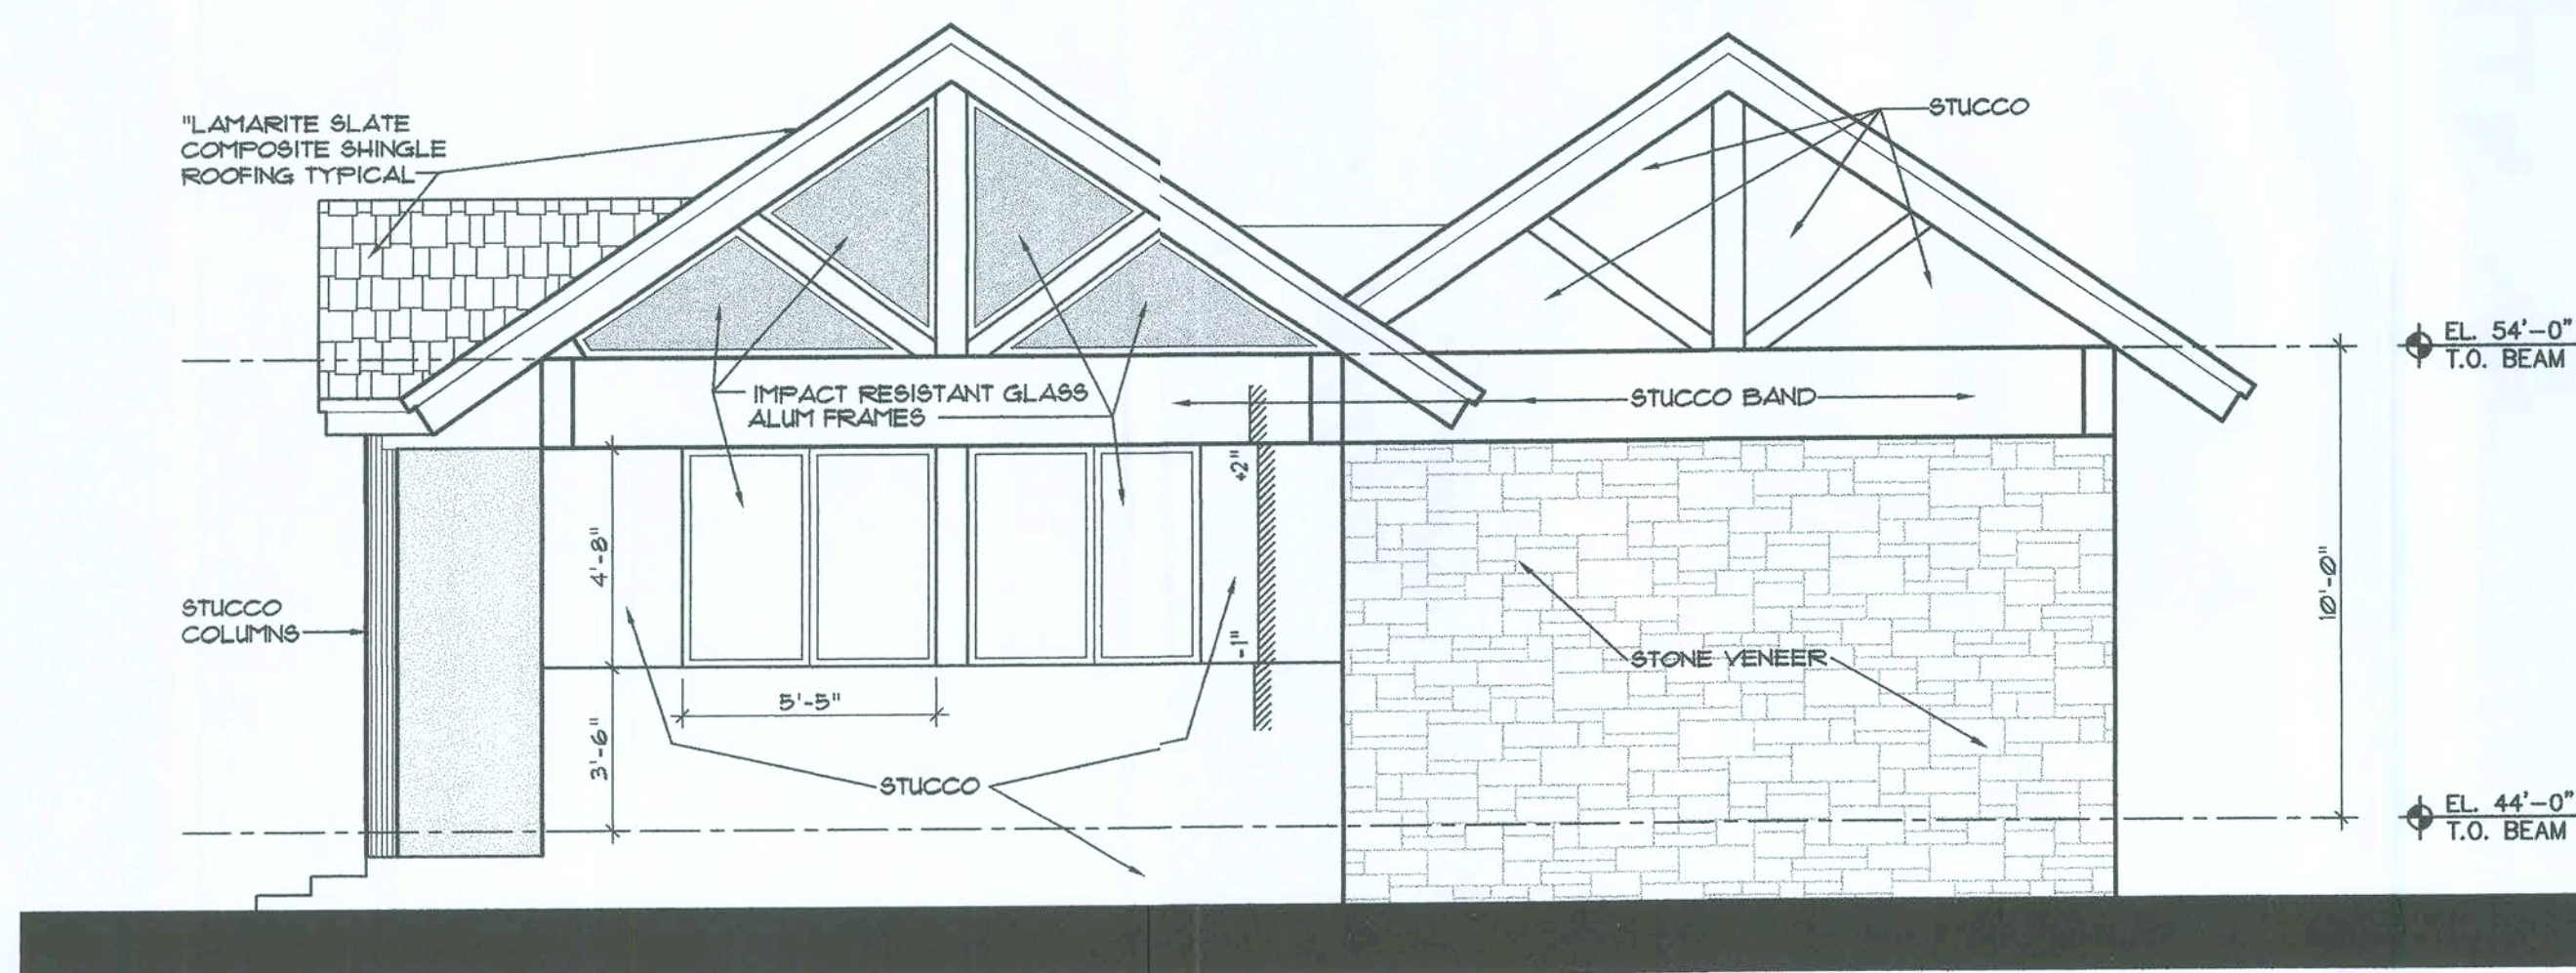 "LAMARITE SLATE
COMPOSITE SHINGLE
ROOFING TYPICAL
STUCCO
EL. 54'-0"
T.O. BEAM
IMPACT RESISTANT GLASS
ALUM FRAMES
STUCCO BAND
+2"
4'-8"
10'-0"
STUCCO
COLUMNS
-1"
STONE VENEER
5'-5"
3'-6"
STUCCO
EL. 44'-0"
T.O. BEAM